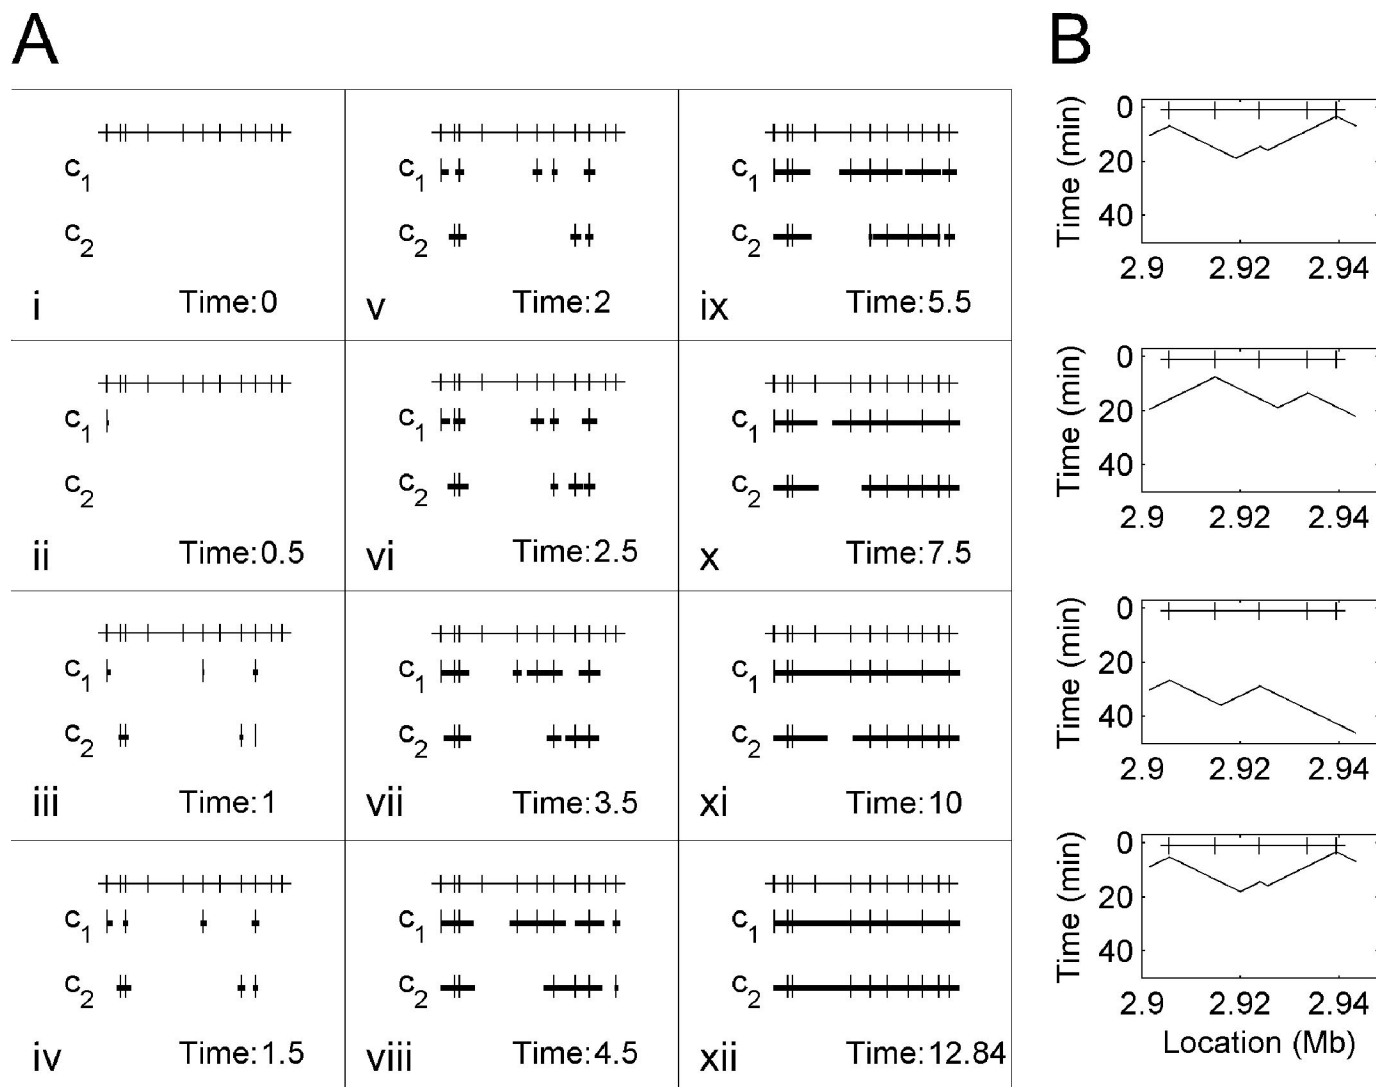 A
B
c1
c2
i
Time:0
c1
c2
v
Time:2
c1
c2
ix
Time:5.5
c1
c2
ii
Time:0.5
c1
c2
vi
Time:2.5
c1
c2
x
Time:7.5
c1
c2
iii
Time:1
c1
c2
vii
Time:3.5
c1
c2
xi
Time:10
c1
c2
iv
Time:1.5
c1
c2
viii
Time:4.5
c1
c2
xii
Time:12.84
Time (min)
0
20
40
2.9
2.92
2.94
Time (min)
0
20
40
2.9
2.92
2.94
Time (min)
0
20
40
2.9
2.92
2.94
Time (min)
0
20
40
2.9
2.92
2.94
Location (Mb)